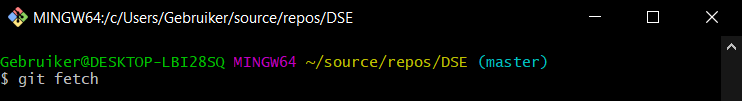 MINGW64:/c/Users/Gebruiker/source/repos/DSE
Gebruiker@DESKTOP-LBI28SQ MINGW64 ~/source/repos/DSE (master)
$ git fetch